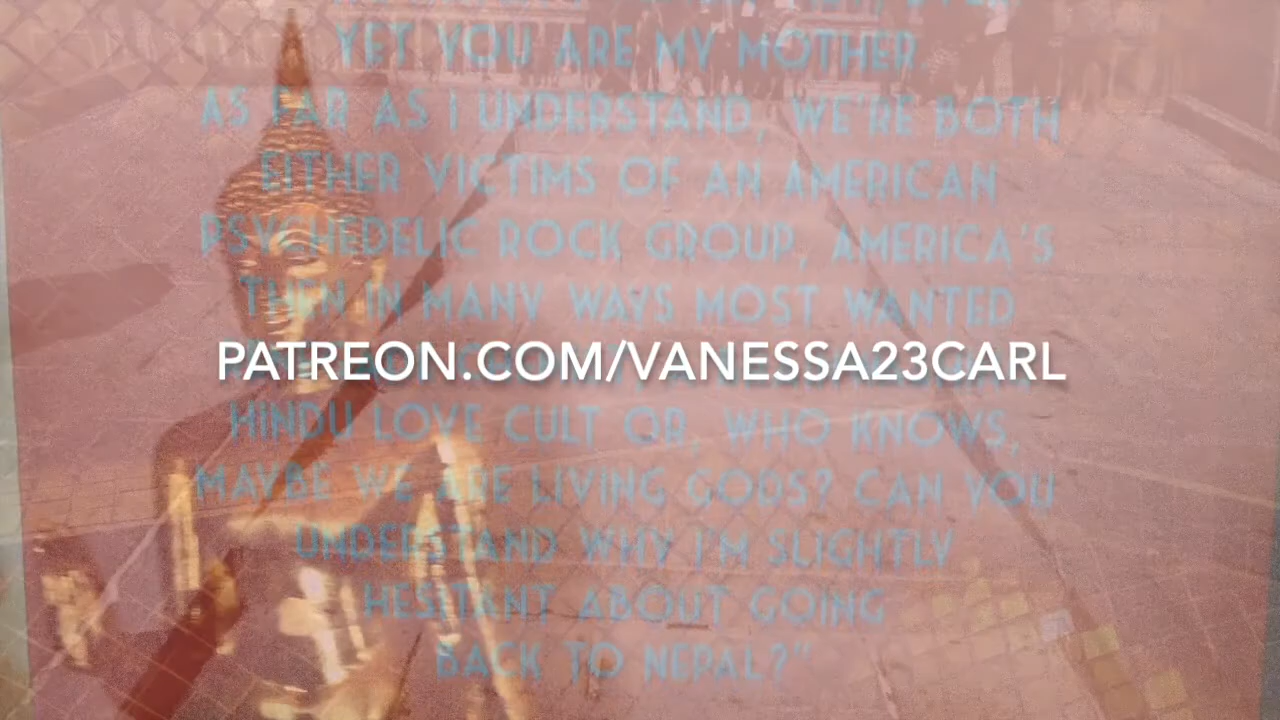 YET YOU ARE MY MOTHER.
AS FAR AS I UNDERSTAND, WE'RE BOTH
EITHER VICTIMS OF AN AMERICAN
PSYCHEDELIC ROCK GROUP, AMERICA'S
THEN IN MANY WAYS MOST WANTED
PATREON.COM/VANESSA23CARL
HINDU LOVE CULT OR, WHO KNOWS,
MAYBE WE ARE LIVING GODS? CAN YOU
UNDERSTAND WHY I'M SLIGHTLY
HESITANT ABOUT GOING
BACK TO NEPAL?"